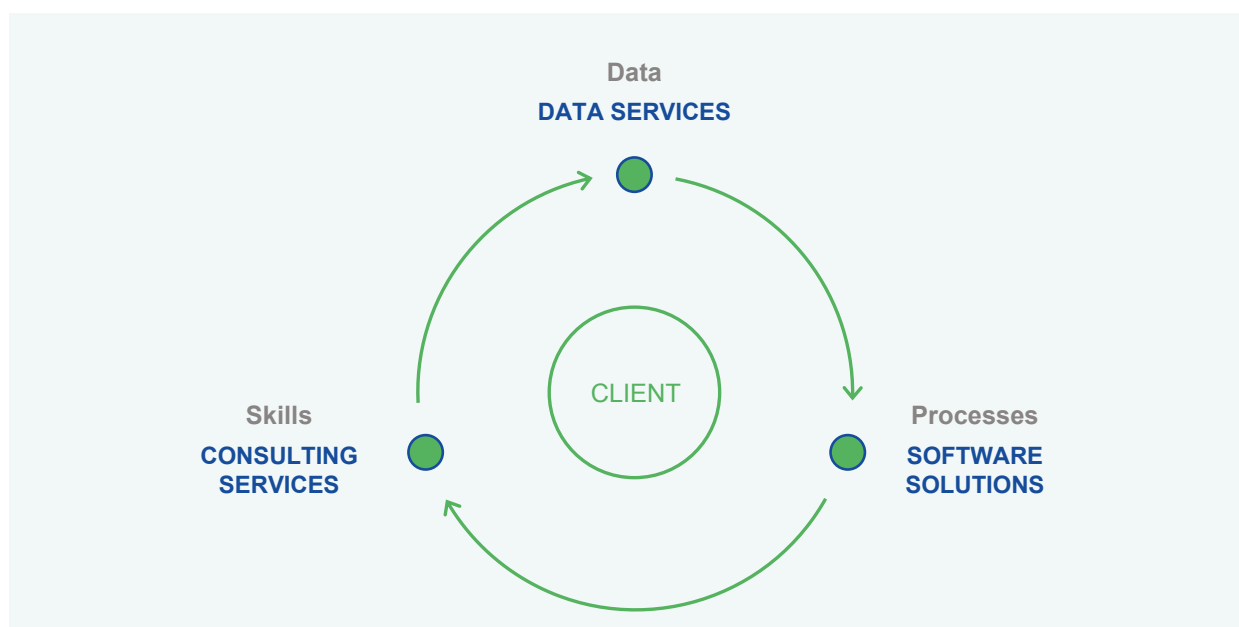 Data
DATA SERVICES
CLIENT
Skills
CONSULTING
SERVICES
Processes
SOFTWARE
SOLUTIONS